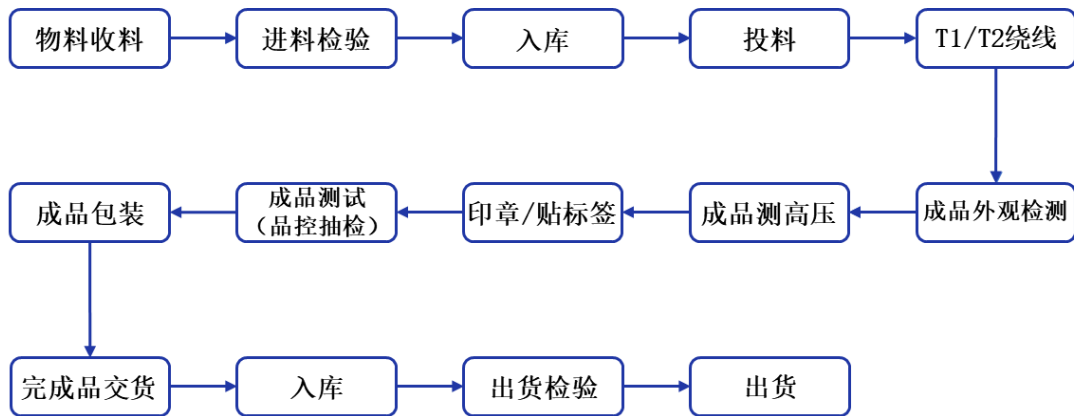 物料收料
进料检验
入库
投料
T1/T2绕线
成品外观检测
成品测高压
印章/贴标签
成品测试
（品控抽检）
成品包装
完成品交货
入库
出货检验
出货